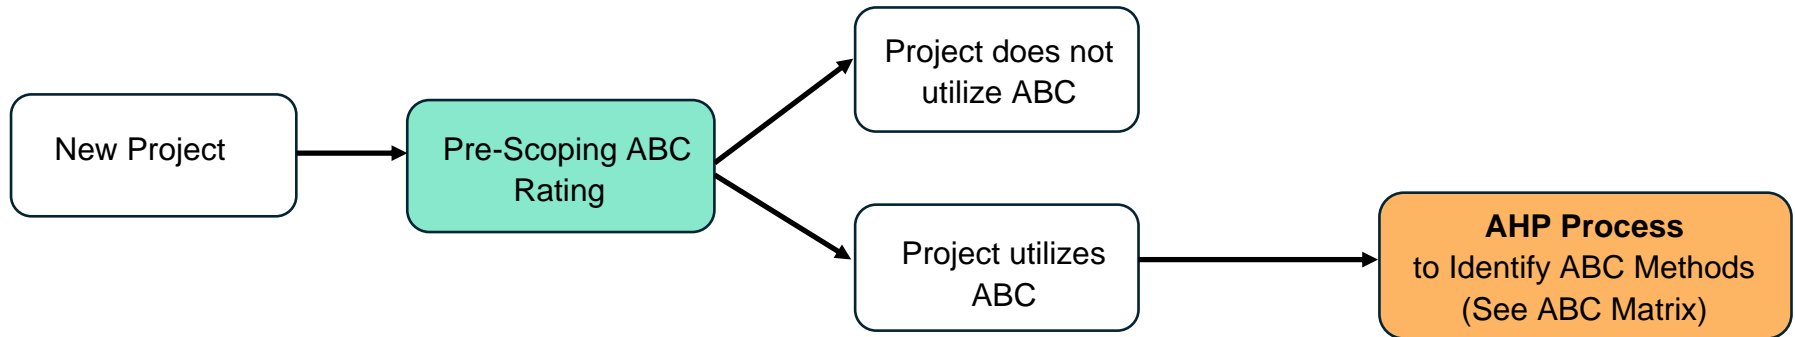 New Project
Pre-Scoping ABC
Rating
Project does not
utilize ABC
Project utilizes
ABC
AHP Process
to Identify ABC Methods
(See ABC Matrix)